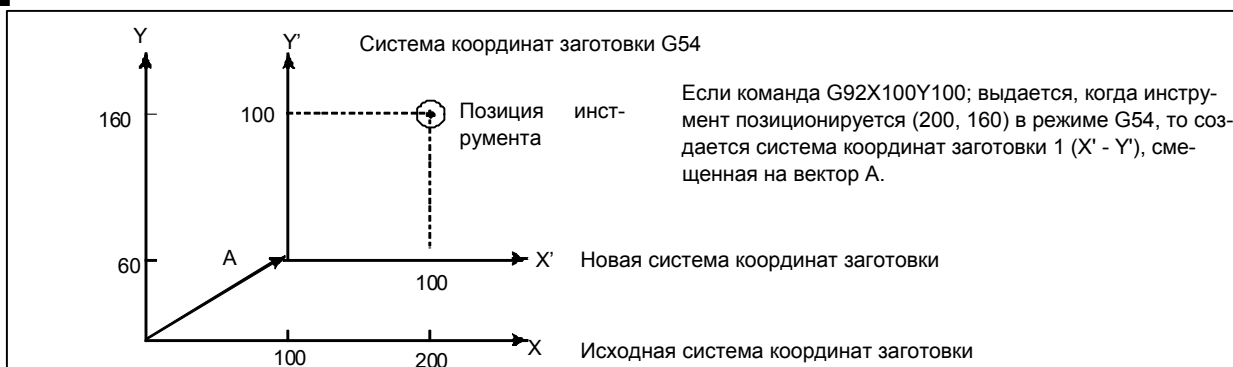 Y
Y'
Система координат заготовки G54
160
100
Позиция инст-
румента
Если команда G92X100Y100; выдается, когда инстру-
мент позиционируется (200, 160) в режиме G54, то соз-
дается система координат заготовки 1 (X' - Y'), сме-
щенная на вектор А.
60
A
X'
Новая система координат заготовки
100
X
Исходная система координат заготовки
100
200